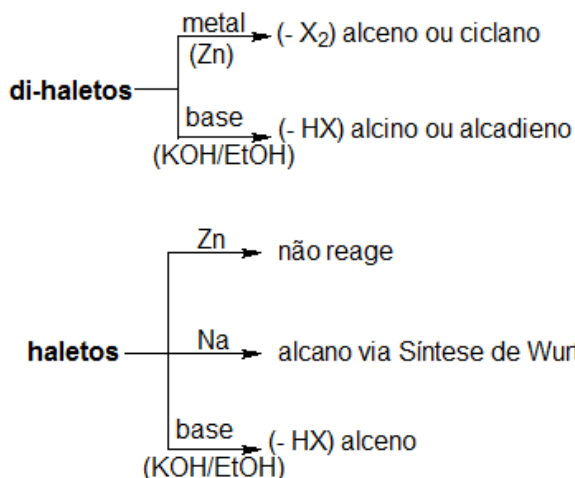 metal
(- X2) alceno ou ciclano
(Zn)
di-haletos
base
(- HX) alcino ou alcadieno
(KOH/EtOH)
Zn
não reage
haletos
Na
alcano via Síntese de Wurt
base
(- HX) alceno
(KOH/EtOH)